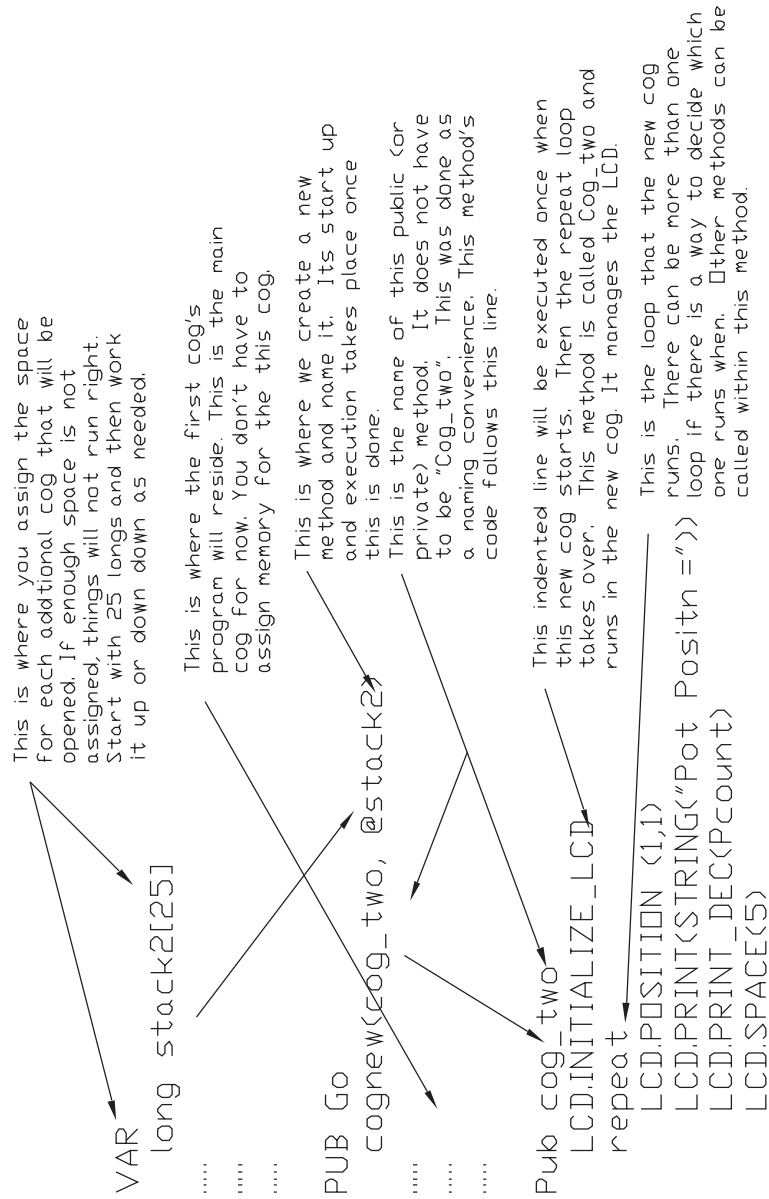 This is where you assign the space
for each addtional cog that will be
opened. If enough space is not
assigned, things will not run right.
Start with 25 longs and then work
it up or down down as needed.
VAR
long stack2[25]
.....
.....
.....
This is where the first cog's
program will reside. This is the main
cog for now. You don't have to
assign memory for the this cog.
PUB Go
cognew(cog_two, @stack2)
.....
.....
.....
This is where we create a new
method and name it. Its start up
and execution takes place once
this is done.
This is the name of this public (or
private) method. It does not have
to be "Cog_two". This was done as
a naming convenience. This method's
code follows this line.
Pub cog_two
LCD.INITIALIZE_LCD
repeat
LCD.POSITION (1,1)
LCD.PRINT(STRING("Pot Positn ="))
LCD.PRINT_DEC(Pcount)
LCD.SPACE(5)
This indented line will be executed once when
this new cog starts. Then the repeat loop
takes over. This method is called Cog_two and
runs in the new cog. It manages the LCD.
This is the loop that the new cog
runs. There can be more than one
loop if there is a way to decide which
one runs when. Other methods can be
called within this method.